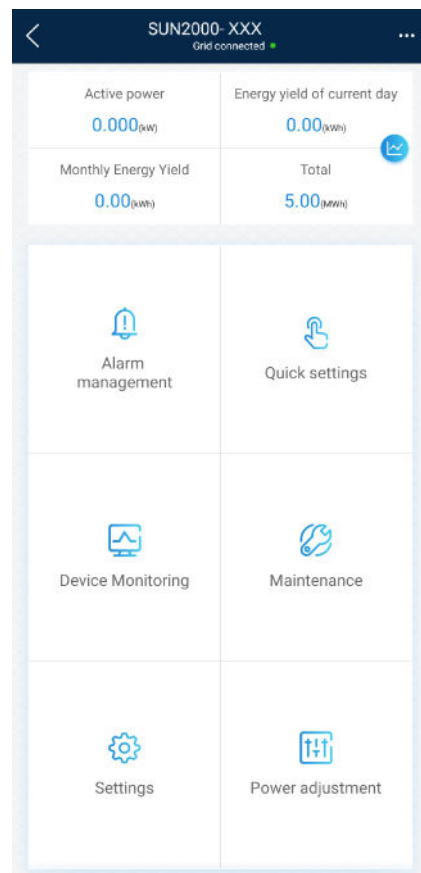 SUN2000- XXX
Grid connected
Active power
Energy yield of current day
0.000(kW)
0.00(kWh)
Monthly Energy Yield
Total
0.00(kWh)
5.00(MWh)
Alarm
management
Quick settings
Device Monitoring
Maintenance
Settings
Power adjustment